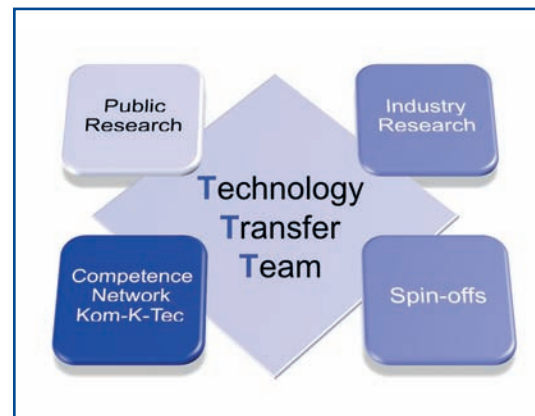 Public
Research
Industry
Research
Technology
Transfer
Team
Competence
Network
Kom-K-Tec
Spin-offs